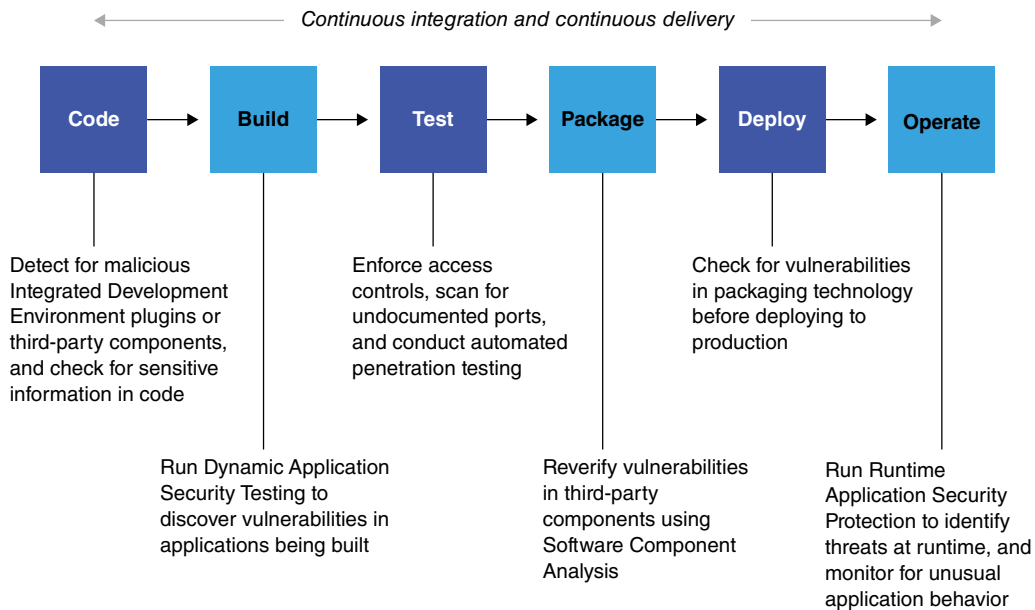 Continuous integration and continuous delivery
Code
Build
Test
Package
Deploy
Operate
Detect for malicious
Integrated Development
Environment plugins or
third-party components,
and check for sensitive
information in code
Enforce access
controls, scan for
undocumented ports,
and conduct automated
penetration testing
Check for vulnerabilities
in packaging technology
before deploying to
production
Run Dynamic Application
Security Testing to
discover vulnerabilities in
applications being built
Reverify vulnerabilities
in third-party
components using
Software Component
Analysis
Run Runtime
Application Security
Protection to identify
threats at runtime, and
monitor for unusual
application behavior